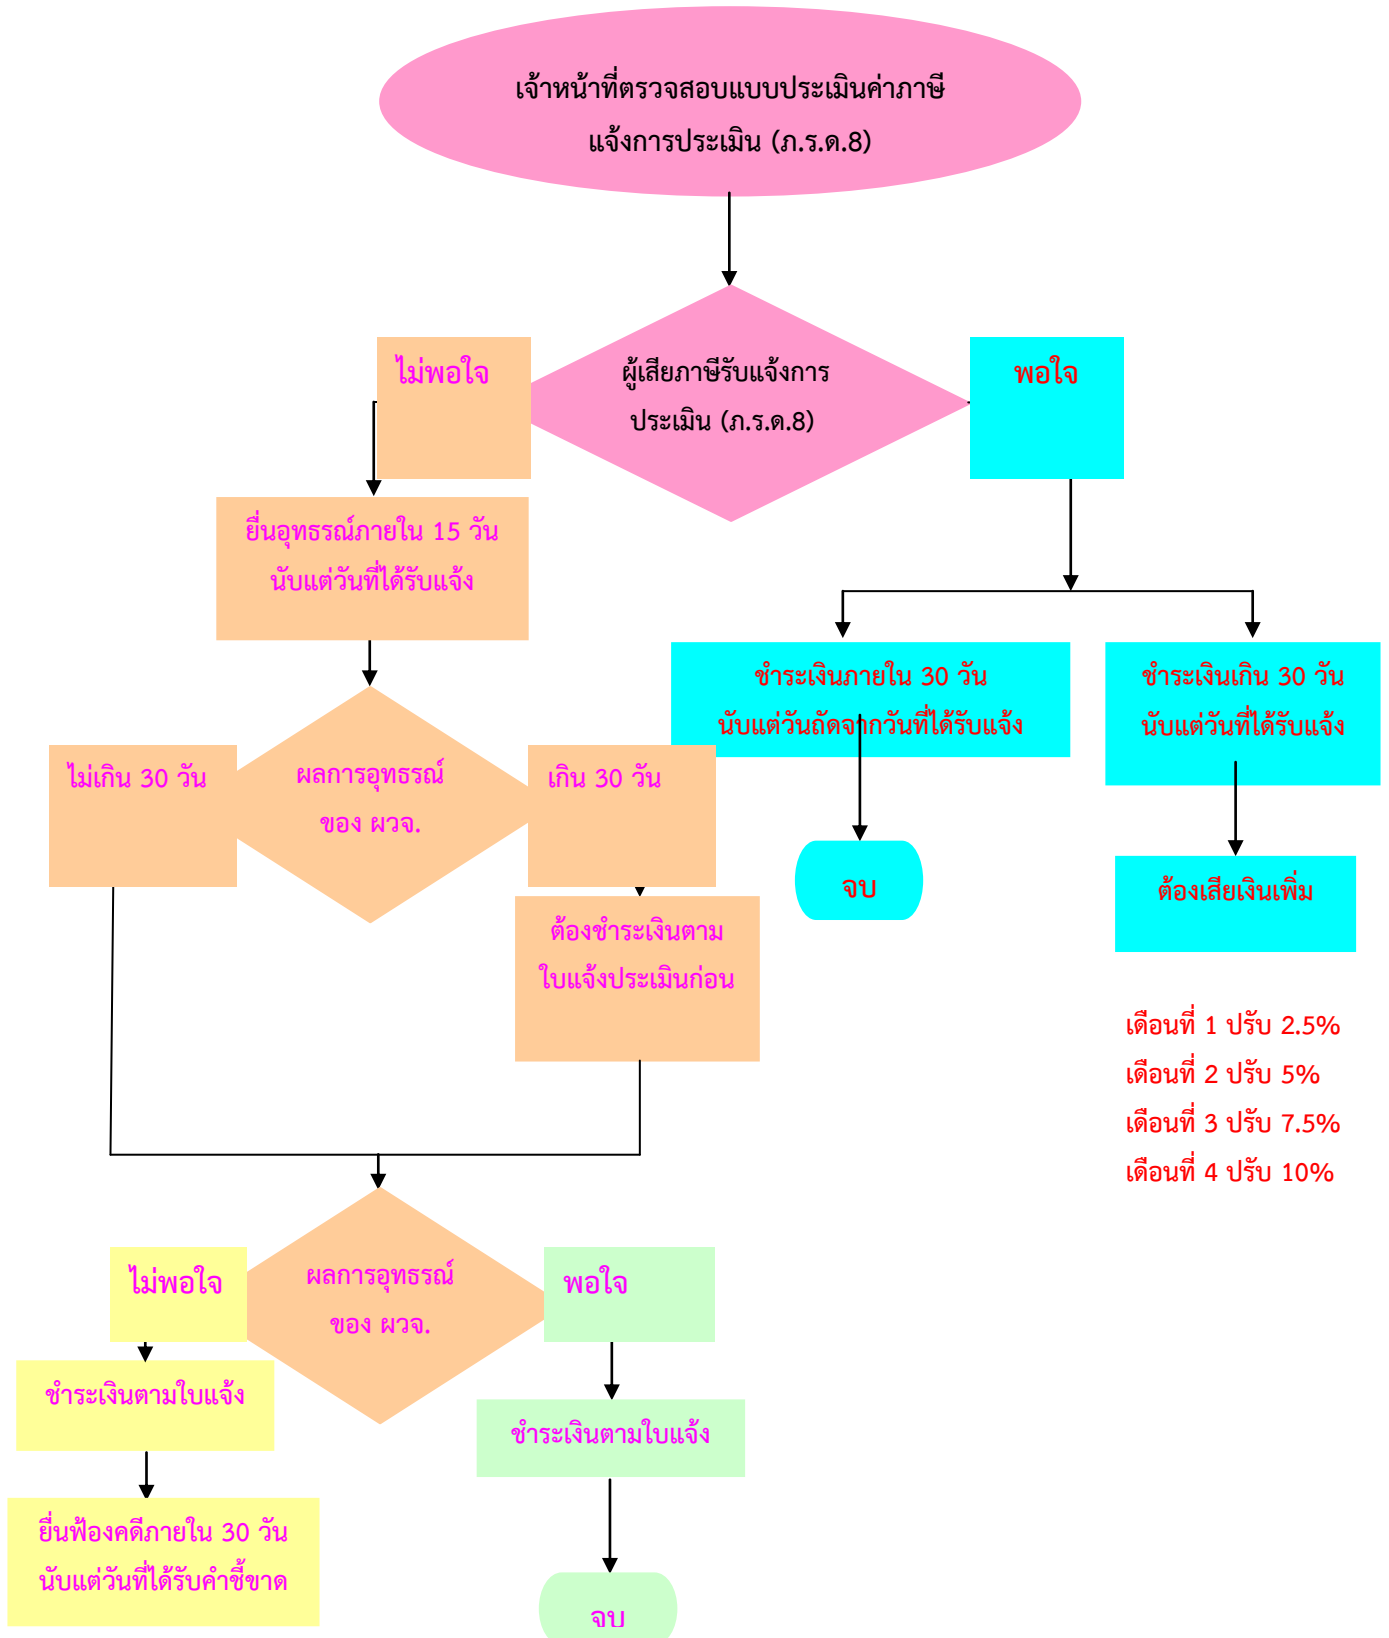 เจ้าหน้าที่ตรวจสอบแบบประเมินค่าภาษี
แจ้งการประเมิน (ภ.ร.ด.8)
ผู้เสียภาษีรับแจ้งการ
ประเมิน (ภ.ร.ด.8)
ไม่พอใจ
พอใจ
ยื่นอุทธรณ์ภายใน 15 วัน
นับแต่วันที่ได้รับแจ้ง
ชำระเงินภายใน 30 วัน
นับแต่วันถัดจากวันที่ได้รับแจ้ง
ชำระเงินเกิน 30 วัน
นับแต่วันที่ได้รับแจ้ง
ไม่เกิน 30 วัน
ผลการอุทธรณ์
ของ ผวจ.
เกิน 30 วัน
จบ
ต้องเสียเงินเพิ่ม
ต้องชำระเงินตาม
ใบแจ้งประเมินก่อน
เดือนที่ 1 ปรับ 2.5%
เดือนที่ 2 ปรับ 5%
เดือนที่ 3 ปรับ 7.5%
เดือนที่ 4 ปรับ 10%
ไม่พอใจ
ผลการอุทธรณ์
ของ ผวจ.
พอใจ
ชำระเงินตามใบแจ้ง
ชำระเงินตามใบแจ้ง
ยื่นฟ้องคดีภายใน 30 วัน
นับแต่วันที่ได้รับคำชี้ขาด
จบ